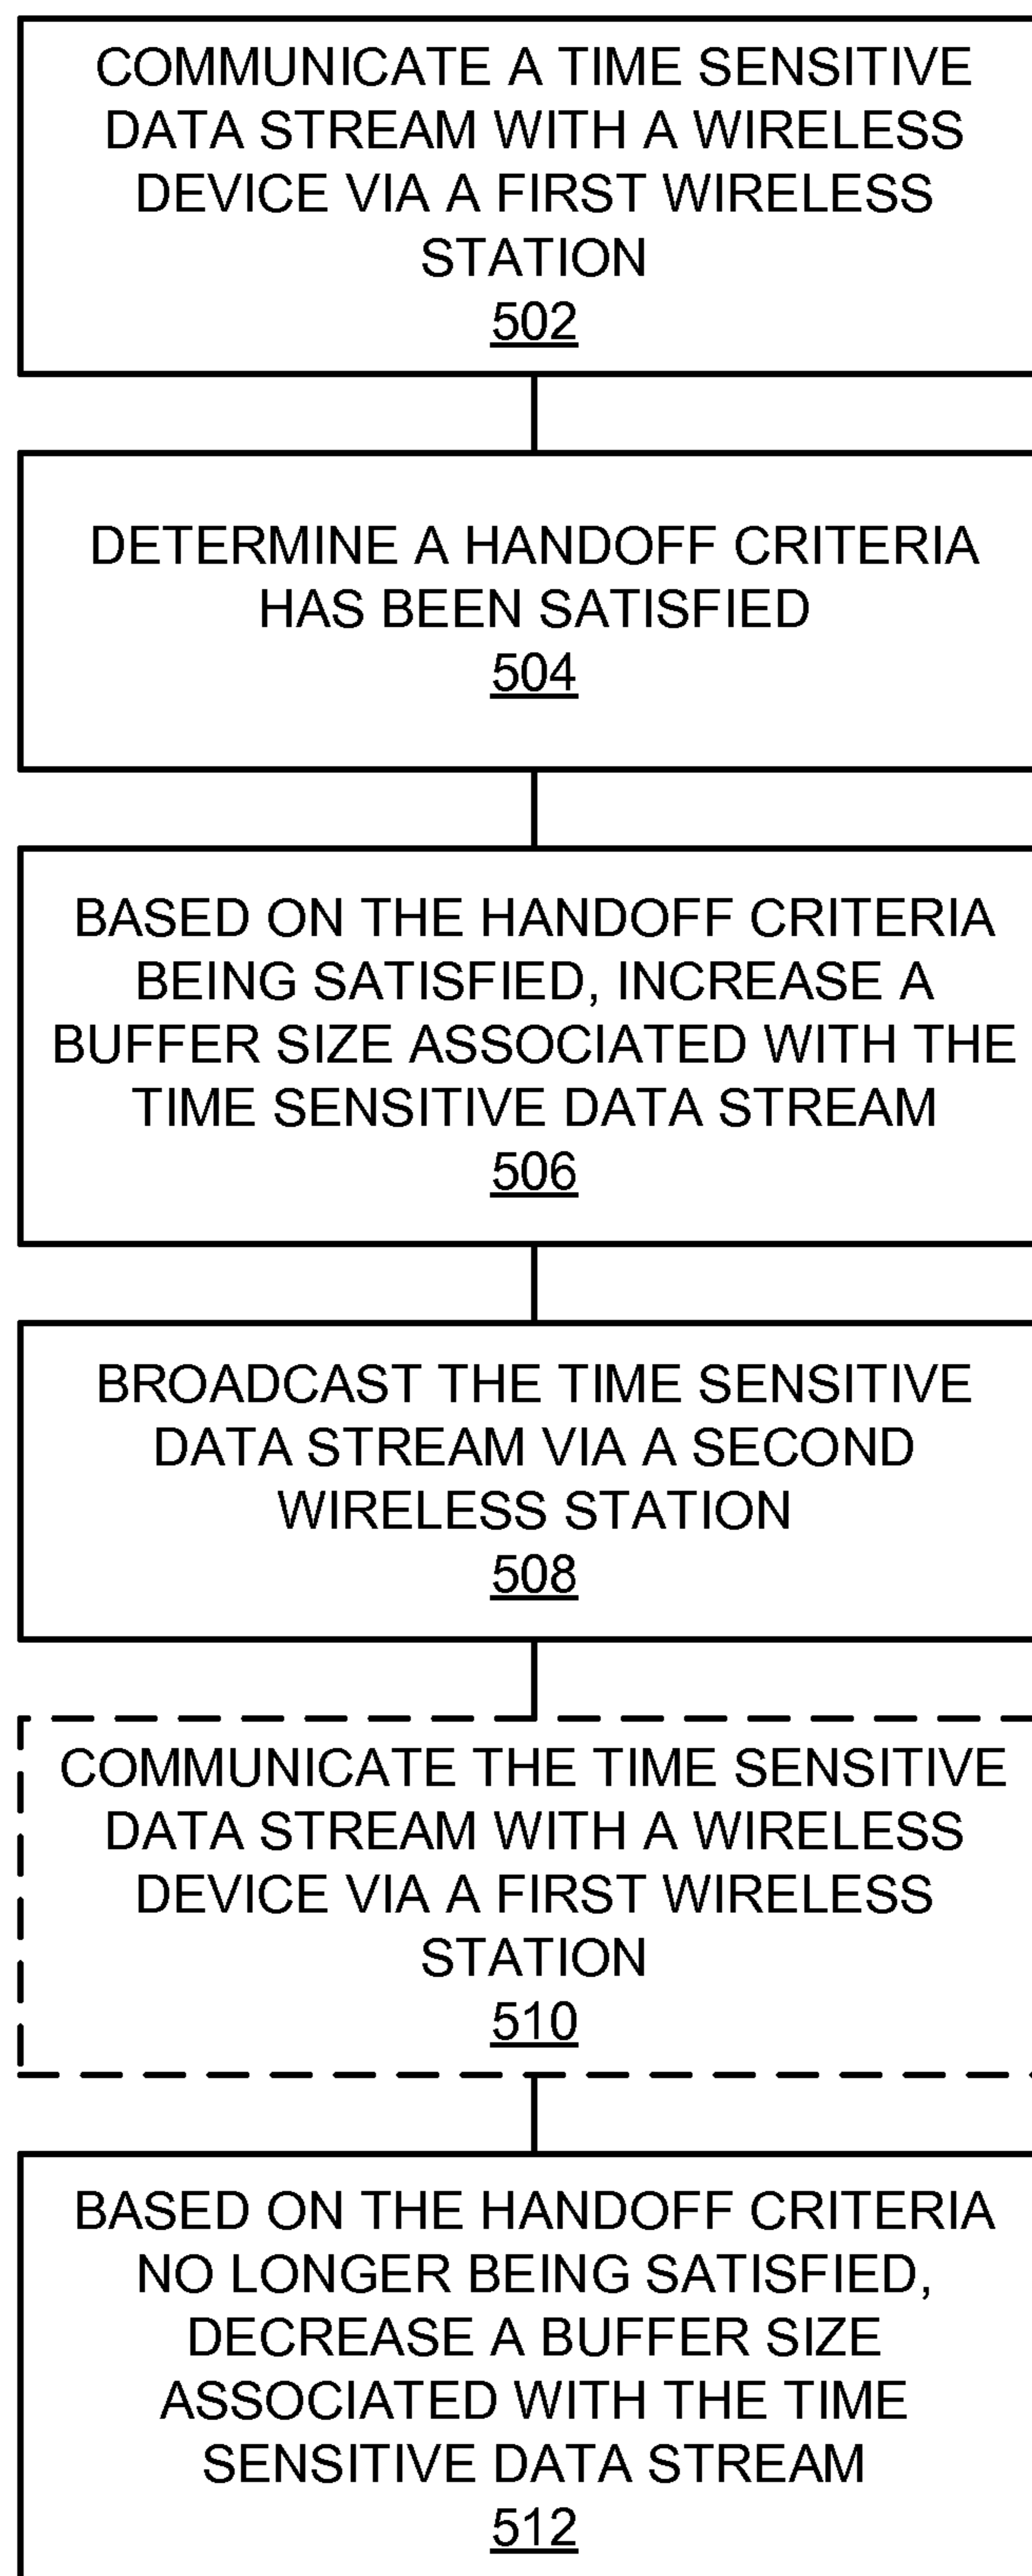 COMMUNICATE A TIME SENSITIVE
DATA STREAM WITH A WIRELESS
DEVICE VIA A FIRST WIRELESS
STATION
502
DETERMINE A HANDOFF CRITERIA
HAS BEEN SATISFIED
504
BASED ON THE HANDOFF CRITERIA
BEING SATISFIED, INCREASE A
BUFFER SIZE ASSOCIATED WITH THE
TIME SENSITIVE DATA STREAM
506
BROADCAST THE TIME SENSITIVE
DATA STREAM VIA A SECOND
WIRELESS STATION
508
COMMUNICATE THE TIME SENSITIVE
DATA STREAM WITH A WIRELESS
DEVICE VIA A FIRST WIRELESS
STATION
510
BASED ON THE HANDOFF CRITERIA
NO LONGER BEING SATISFIED,
DECREASE A BUFFER SIZE
ASSOCIATED WITH THE TIME
SENSITIVE DATA STREAM
512